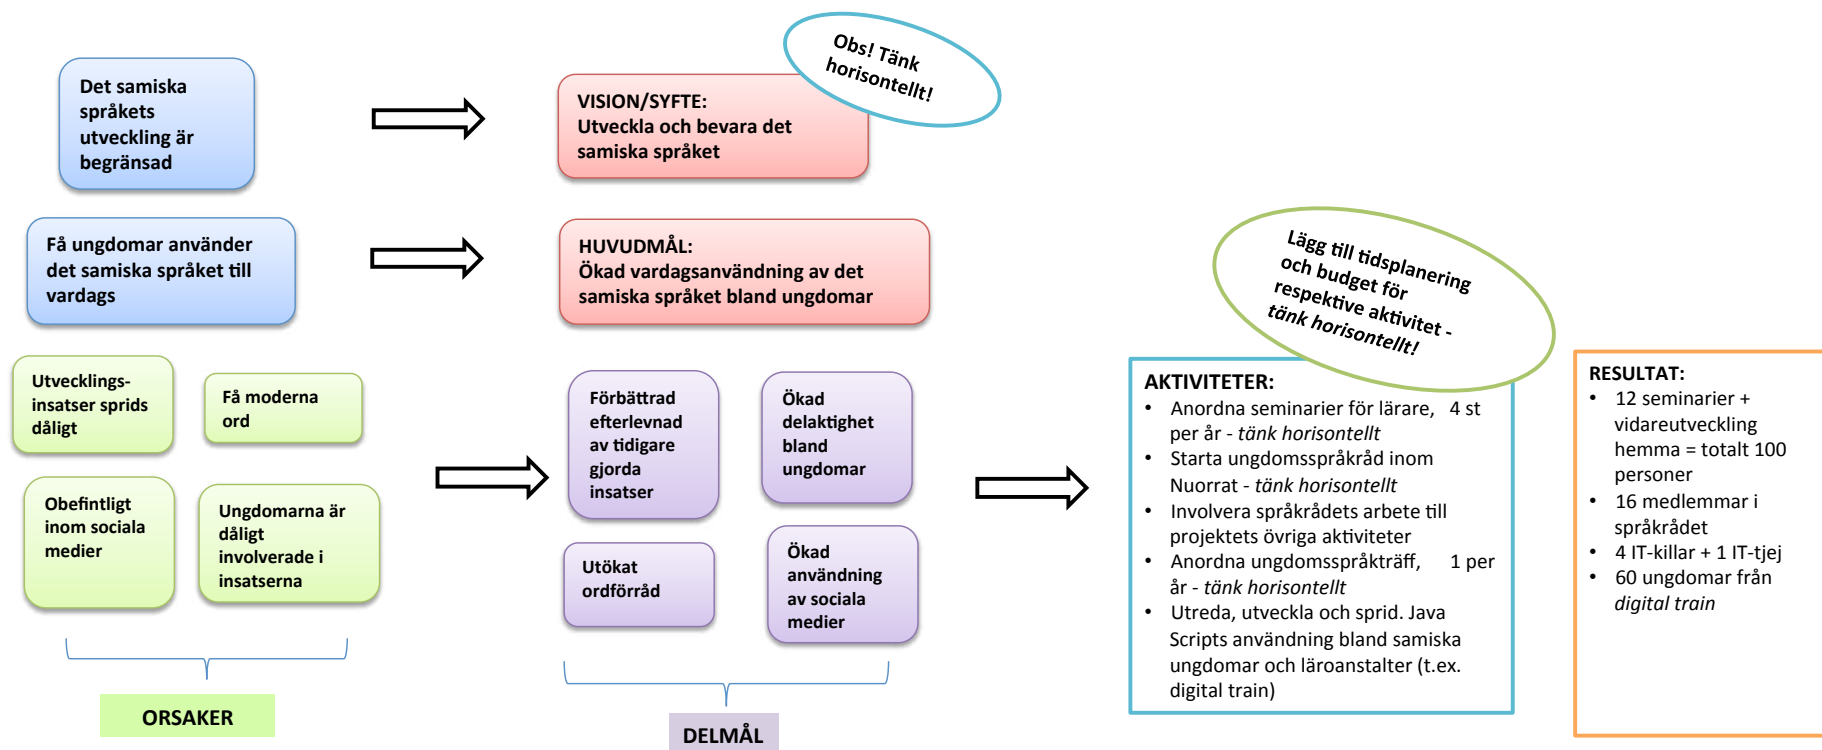 Det samiska
språkets
utveckling är
begränsad
VISION/SYFTE:
Utveckla och bevara det
samiska språket
Obs! Tänk
horisontellt!
Få ungdomar använder
det samiska språket till
vardags
HUVUDMÅL:
Ökad vardagsanvändning av det
samiska språket bland ungdomar
Utvecklings-
insatser sprids
dåligt
Få moderna
ord
Obefintligt
inom sociala
medier
Ungdomarna är
dåligt
involverade i
insatserna
ORSAKER
Förbättrad
efterlevnad
av tidigare
gjorda
insatser
Ökad
delaktighet
bland
ungdomar
Utökat
ordförråd
Ökad
användning
av sociala
medier
DELMÅL
Lägg till tidsplanering
och budget för
respektive aktivitet -
tänk horisontellt!
AKTIVITETER:
• Anordna seminarier för lärare, 4 st
per år - tänk horisontellt
• Starta ungdomsspråkråd inom
Nuorrat - tänk horisontellt
• Involvera språkrådets arbete till
projektets övriga aktiviteter
• Anordna ungdomsspråkträff, 1 per
år - tänk horisontellt
• Utreda, utveckla och sprid. Java
Scripts användning bland samiska
ungdomar och läroanstalter (t.ex.
digital train)
RESULTAT:
• 12 seminarier +
vidareutveckling
hemma = totalt 100
personer
• 16 medlemmar i
språkrådet
• 4 IT-killar + 1 IT-tjej
• 60 ungdomar från
digital train